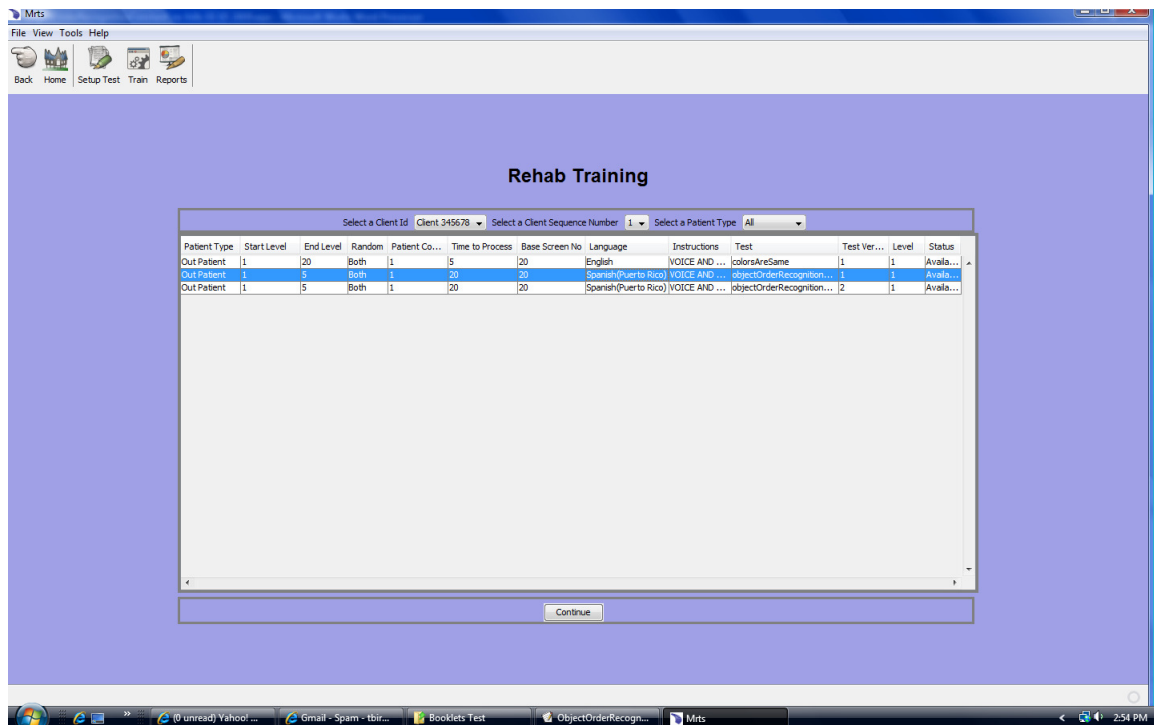 Mrts
File View Tools Help
Back Home Setup Test Train Reports
Rehab Training
Select a Client Id Client 345678 Select a Client Sequence Number 1 Select a Patient Type All
Patient Type Start Level End Level Random Patient Co... Time to Process Base Screen No Language Instructions Test Test Ver... Level Status
Out Patient 1 20 Both 1 5 20 English VOICE AND ... colorsAreSame 1 1 Availa...
Out Patient 1 5 Both 1 20 20 Spanish(Puerto Rico) VOICE AND ... objectOrderRecognition... 1 1 Availa...
Out Patient 1 5 Both 1 20 20 Spanish(Puerto Rico) VOICE AND ... objectOrderRecognition... 2 1 Availa...
Continue
(0 unread) Yahoo! ... Gmail - Spam - tbir... Booklets Test ObjectOrderRecogn... Mrts 2:54 PM